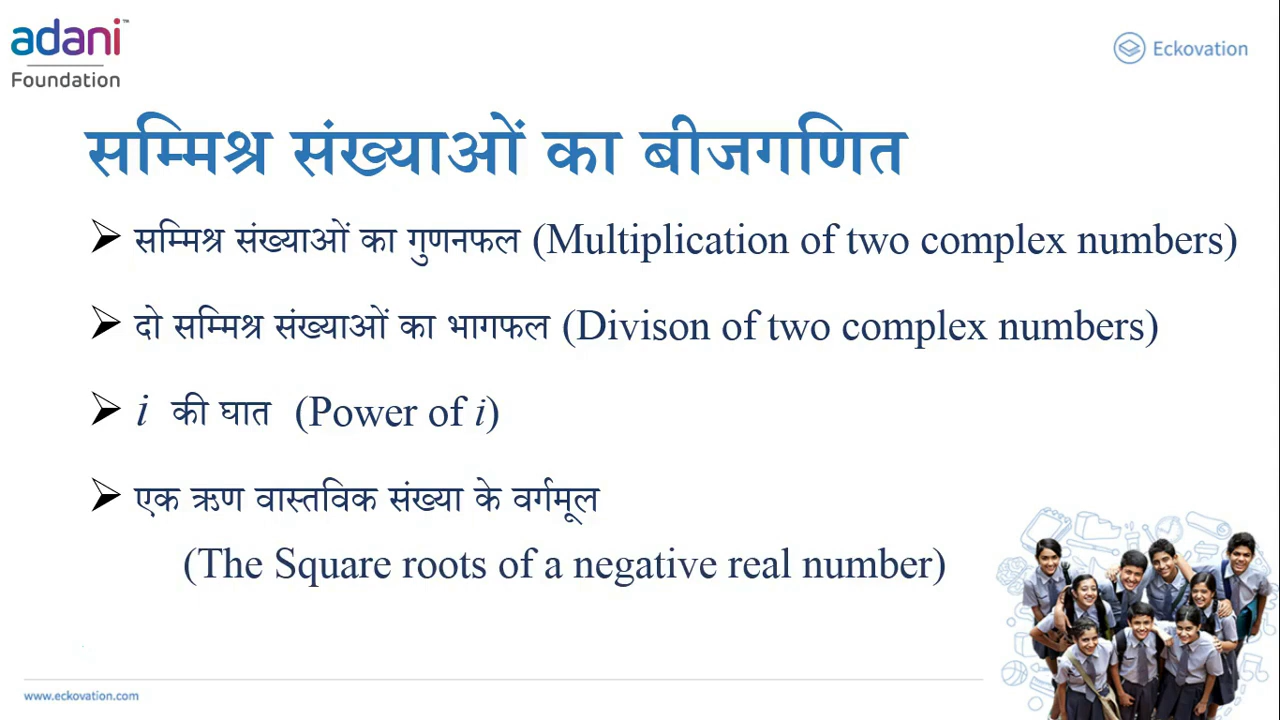 adani™
Foundation
Eckovation
सम्मिश्र संख्याओं का बीजगणित
➢ सम्मिश्र संख्याओं का गुणनफल (Multiplication of two complex numbers)
➢ दो सम्मिश्र संख्याओं का भागफल (Divison of two complex numbers)
➢ i की घात (Power of i)
➢ एक ऋण वास्तविक संख्या के वर्गमूल
(The Square roots of a negative real number)
www.eckovation.com